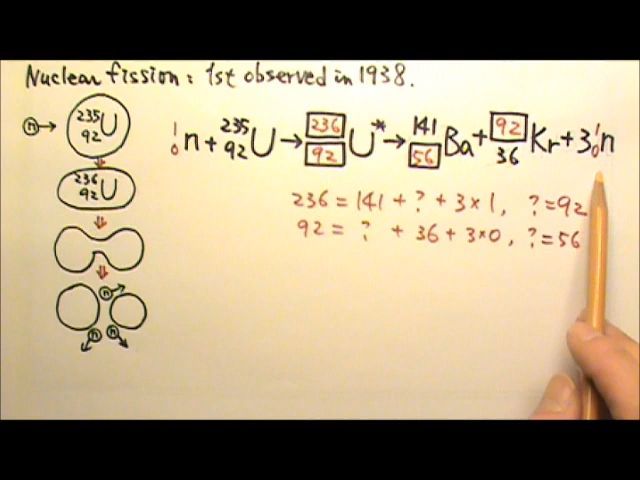 Nuclear fission: 1st observed in 1938.
n
235 92 U
236 92 U
n
n n
1 0 n + 235 92 U → 236 92 U* → 141 56 Ba + 92 36 Kr + 3 1 0 n
236 = 141 + ? + 3×1, ? = 92
92 = ? + 36 + 3×0, ? = 56